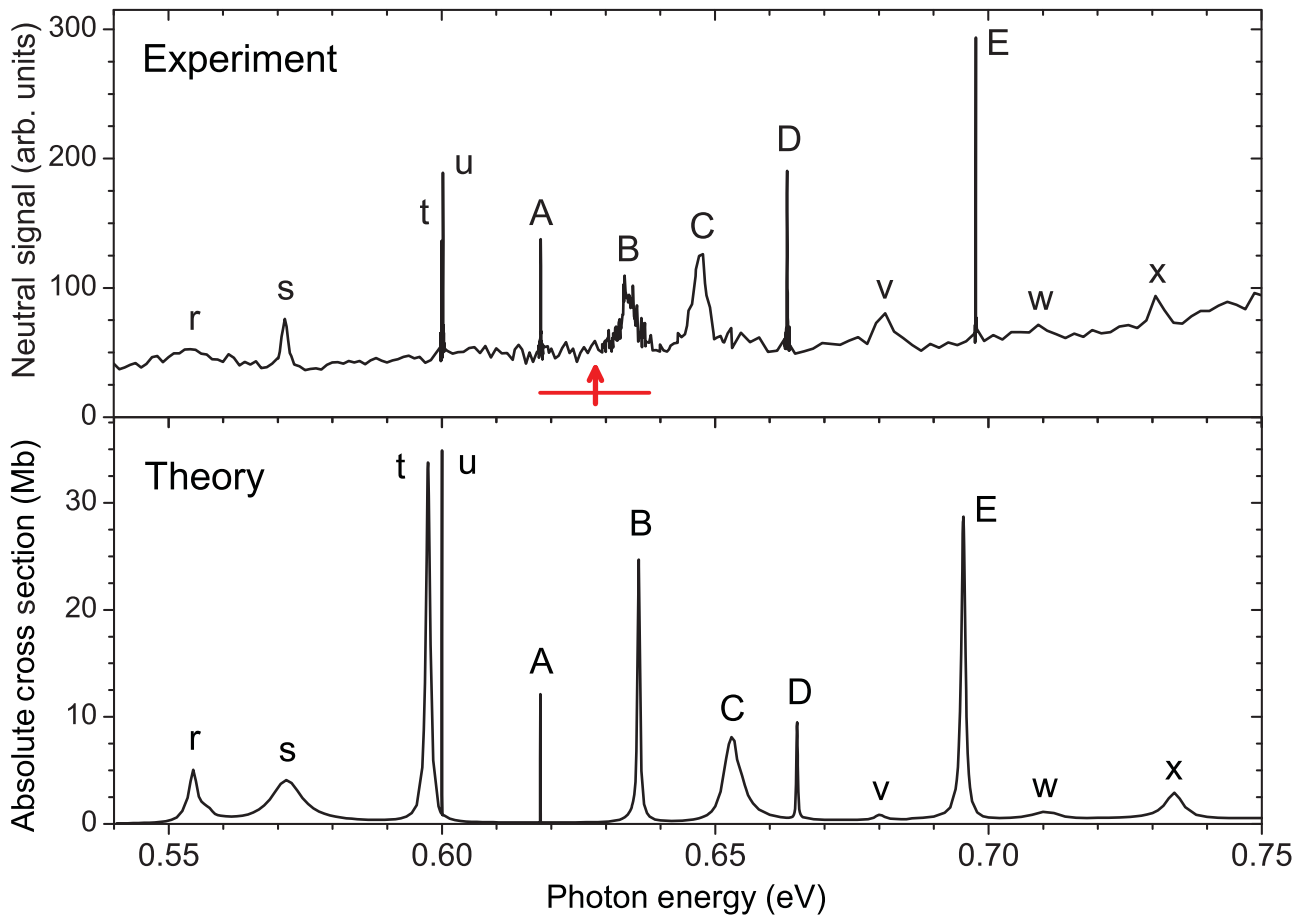 300
Experiment
E
Neutral signal (arb. units)
D
200
u
t
A
C
B
100
s
x
v
r
w
0
Theory
t
u
E
B
30
Absolute cross section (Mb)
20
A
D
C
10
r
s
x
v
w
0
0.55
0.60
0.65
0.70
0.75
Photon energy (eV)